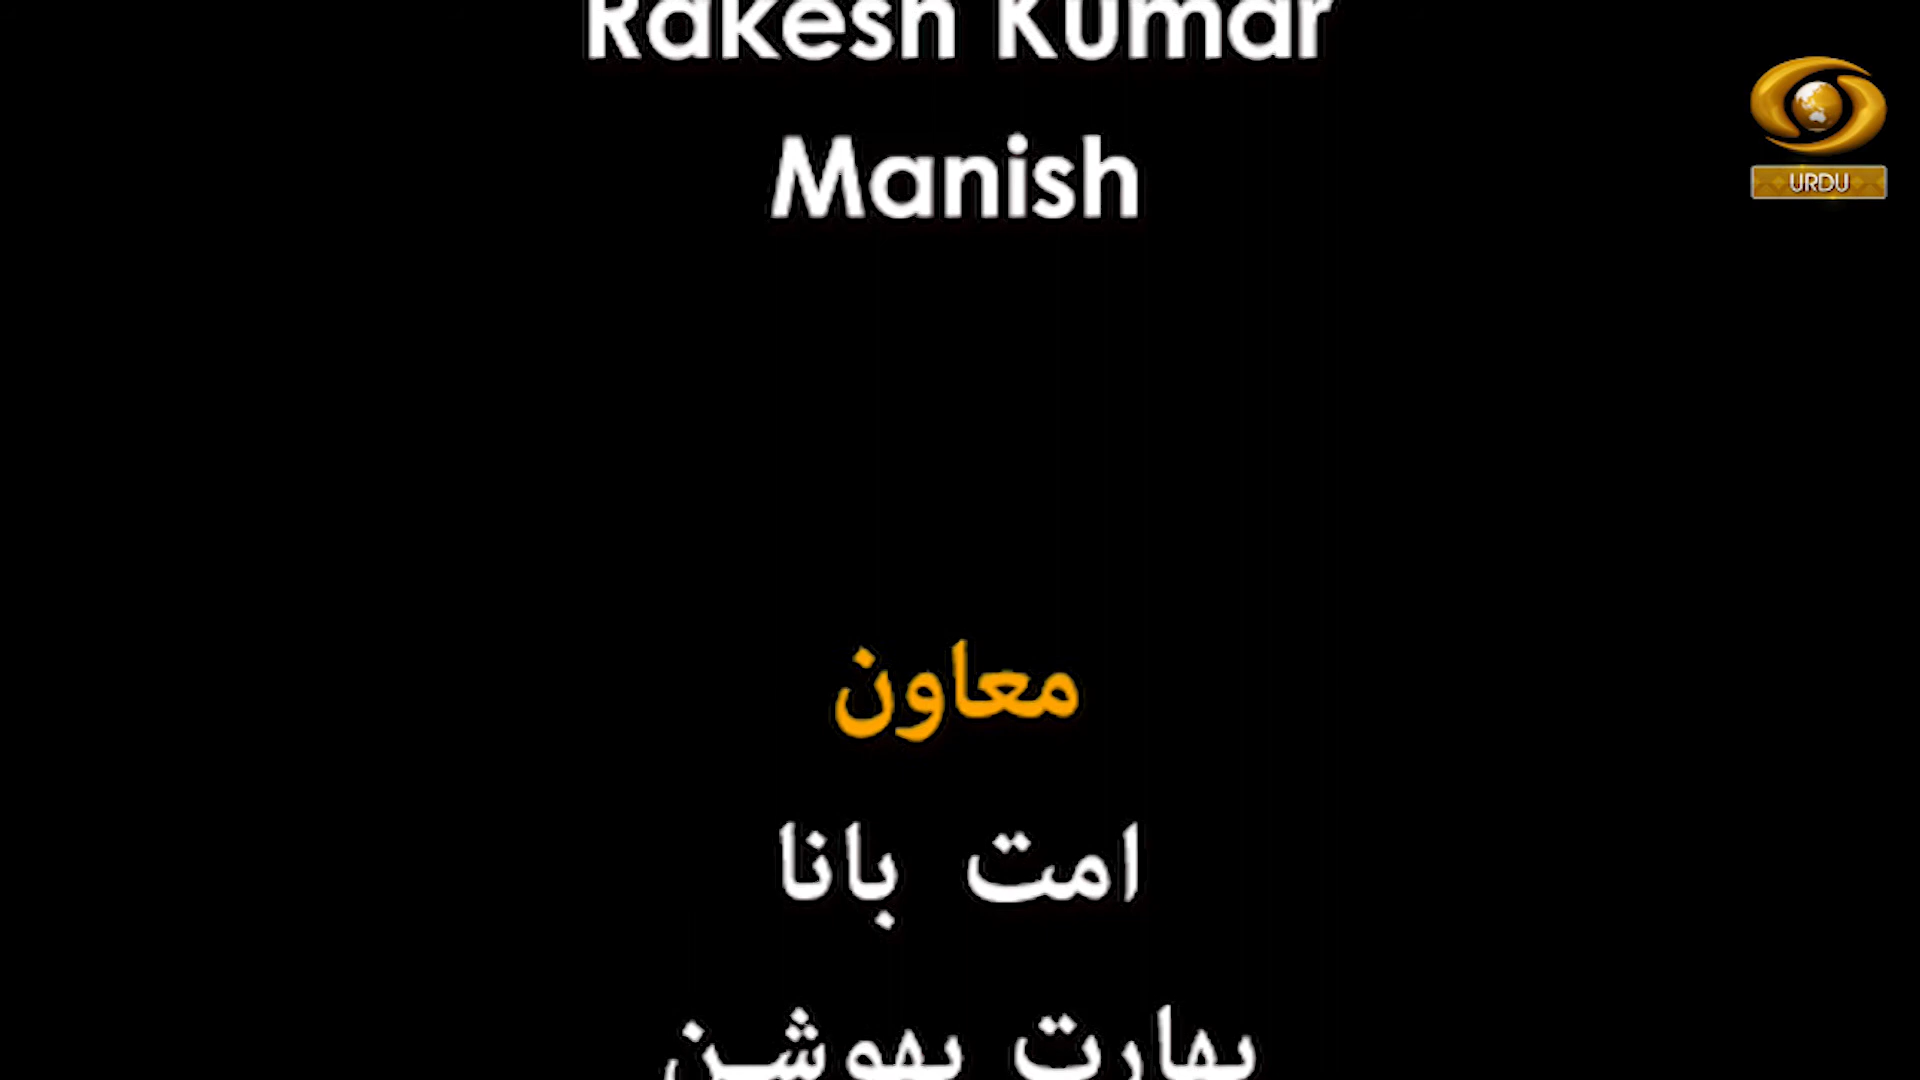 Rakesh Kumar
Manish
URDU
معاون
امت بانا
بھارت بھوشن